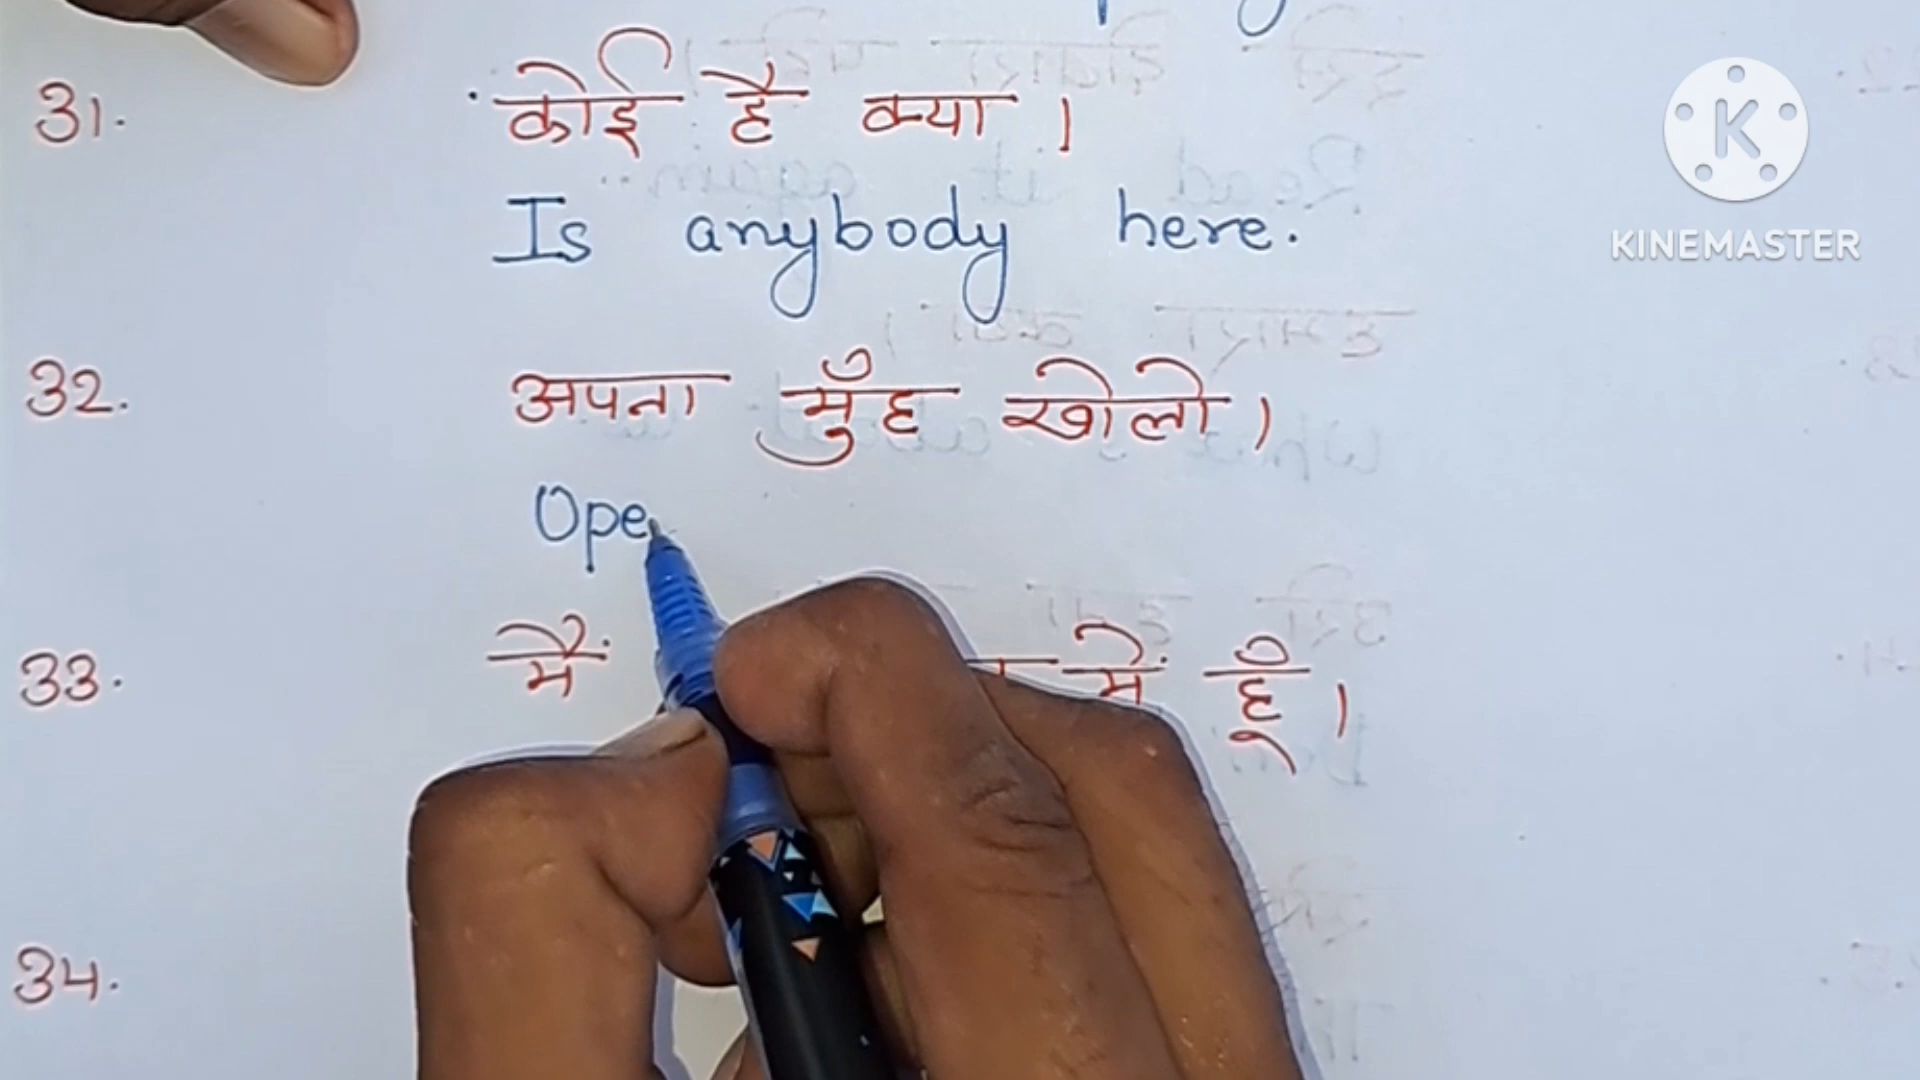 31. कोई है क्या ।
Is anybody here.
32. अपना मुँह खोलो ।
Ope
33. मैं में हूँ ।
34.
KINEMASTER